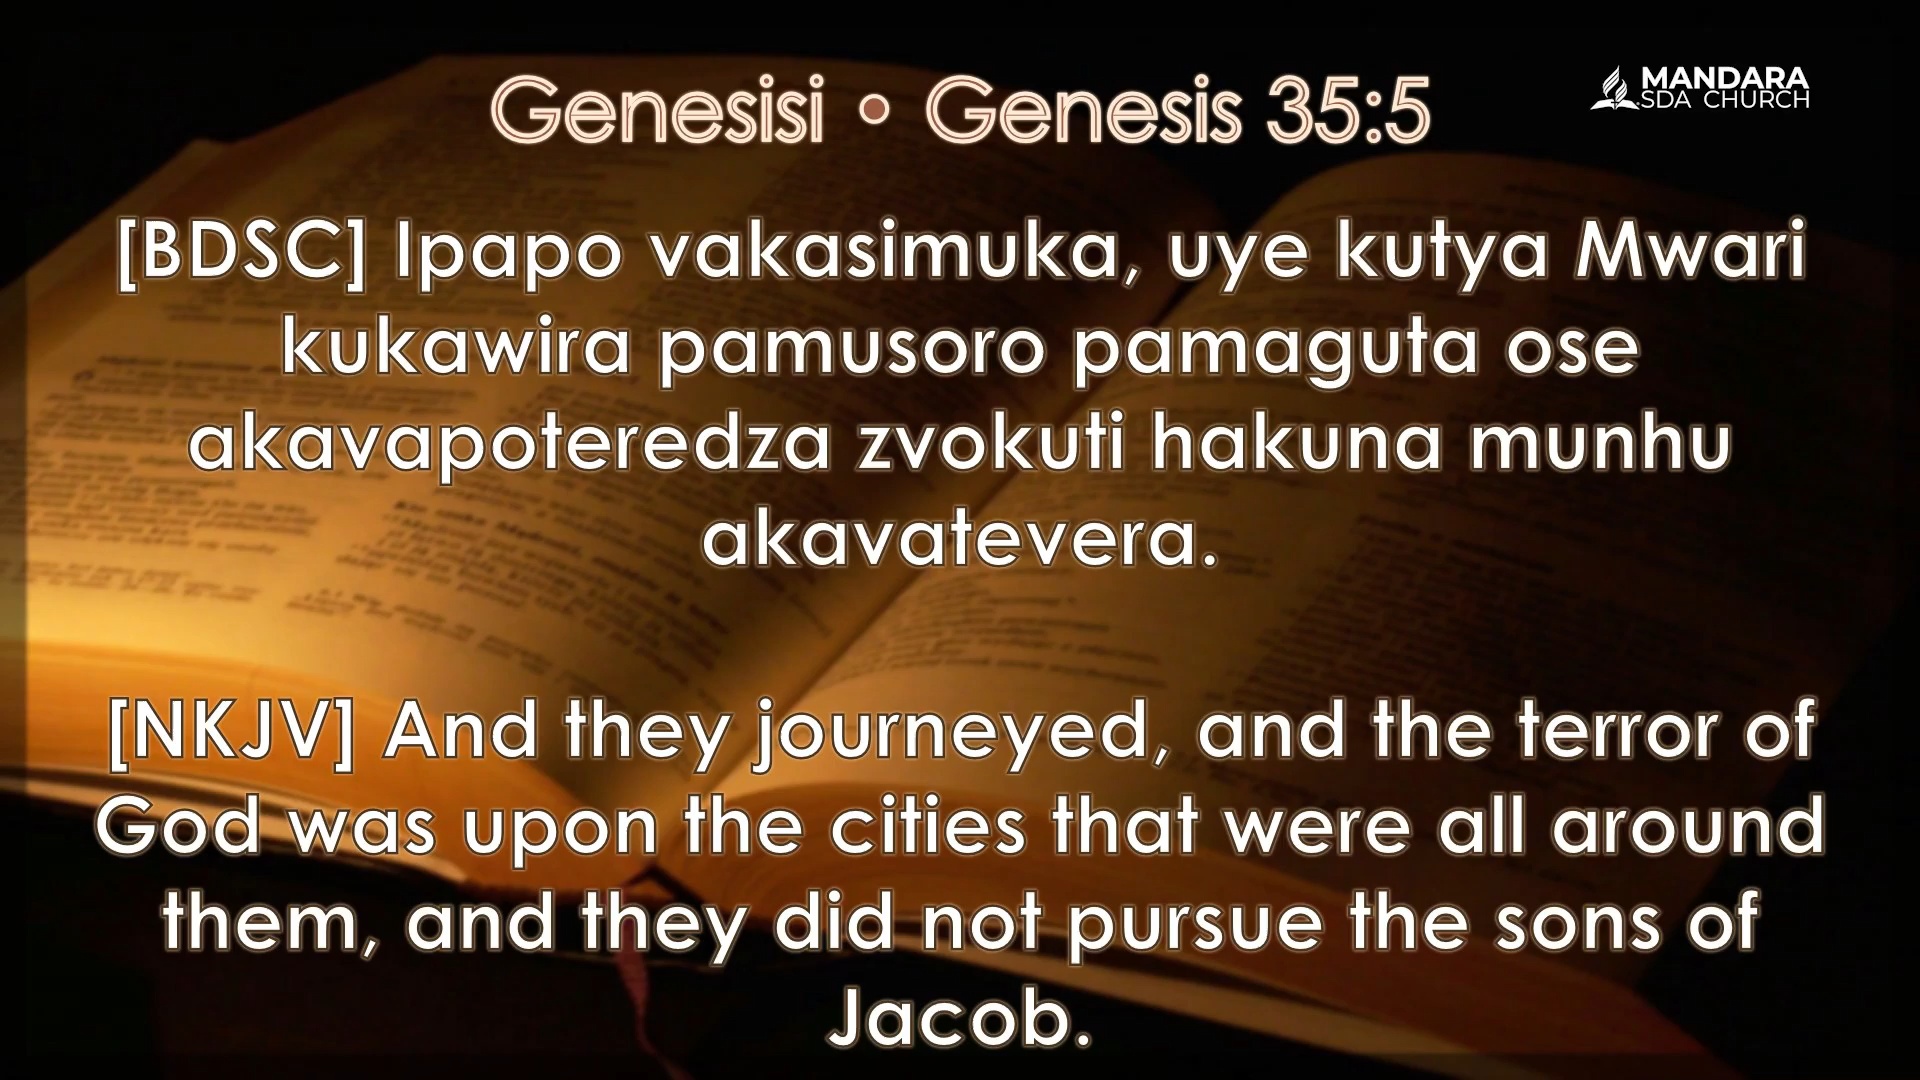 Genesisi • Genesis 35:5
MANDARA
SDA CHURCH
[BDSC] Ipapo vakasimuka, uye kutya Mwari
kukawira pamusoro pamaguta ose
akavapoteredza zvokuti hakuna munhu
akavatevera.
[NKJV] And they journeyed, and the terror of
God was upon the cities that were all around
them, and they did not pursue the sons of
Jacob.